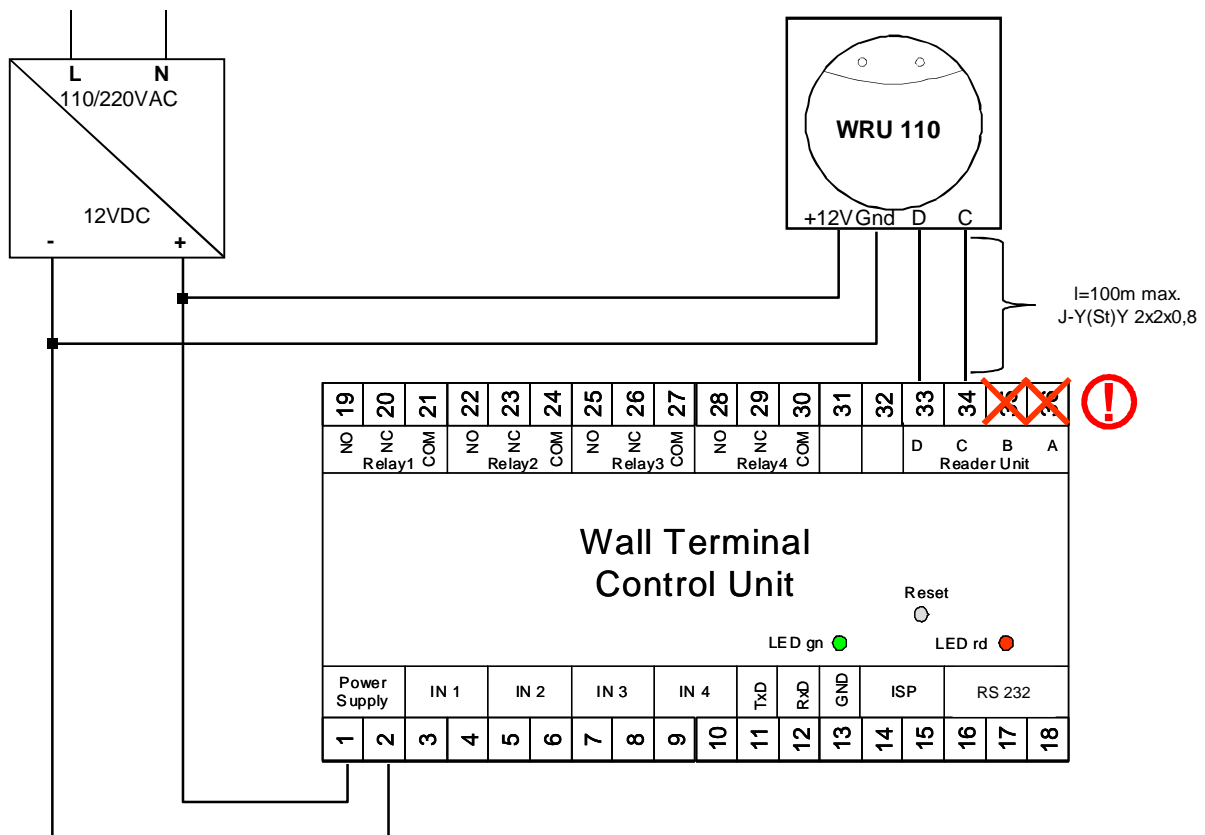 L N
110/220VAC
12VDC
- +
WRU 110
+12V Gnd D C
l=100m max.
J-Y(St)Y 2x2x0,8
19 20 21 22 23 24 25 26 27 28 29 30 31 32 33 34
!
NO NC COM NO NC COM NO NC COM NO NC COM D C B A
Relay1 Relay2 Relay3 Relay4 Reader Unit
Wall Terminal
Control Unit
Reset
LED gn LED rd
Power
Supply
IN 1 IN 2 IN 3 IN 4 TxD RxD GND ISP RS 232
1 2 3 4 5 6 7 8 9 10 11 12 13 14 15 16 17 18